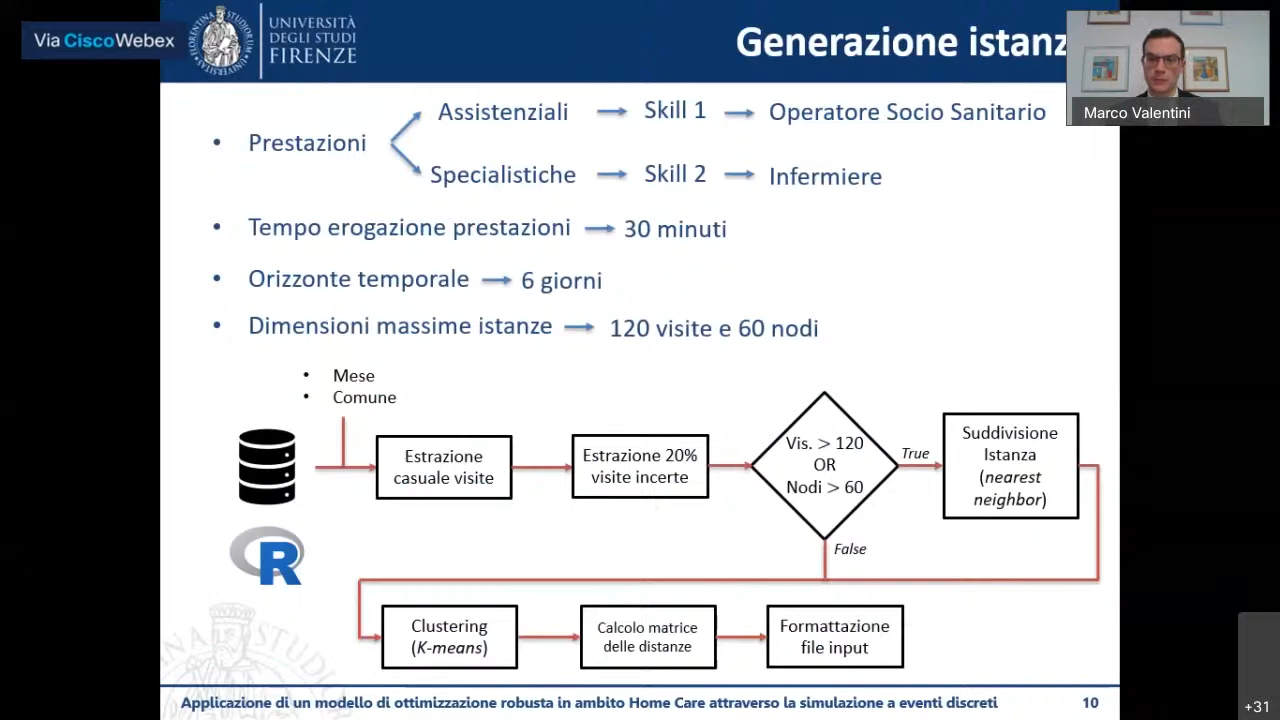 Via Cisco Webex
UNIVERSITÀ
DEGLI STUDI
FIRENZE
Generazione istanz
Marco Valentini
• Prestazioni
Assistenziali
Skill 1
Operatore Socio Sanitario
Specialistiche
Skill 2
Infermiere
• Tempo erogazione prestazioni
30 minuti
• Orizzonte temporale
6 giorni
• Dimensioni massime istanze
120 visite e 60 nodi
• Mese
• Comune
Estrazione
casuale visite
Estrazione 20%
visite incerte
Vis. > 120
OR
Nodi > 60
True
Suddivisione
Istanza
(nearest
neighbor)
False
R
Clustering
(K-means)
Calcolo matrice
delle distanze
Formattazione
file input
Applicazione di un modello di ottimizzazione robusta in ambito Home Care attraverso la simulazione a eventi discreti
10
+31